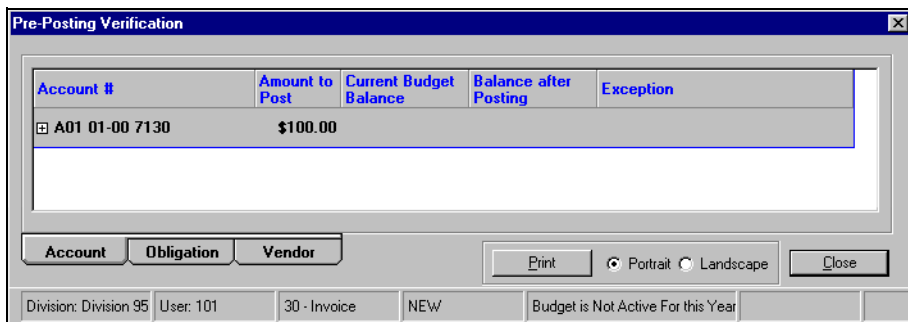 Pre-Posting Verification
Account # Amount to Post Current Budget Balance Balance after Posting Exception
A01 01-00 7130 $100.00
Account Obligation Vendor
Print Portrait Landscape Close
Division: Division 95 User: 101 30 - Invoice NEW Budget is Not Active For this Year